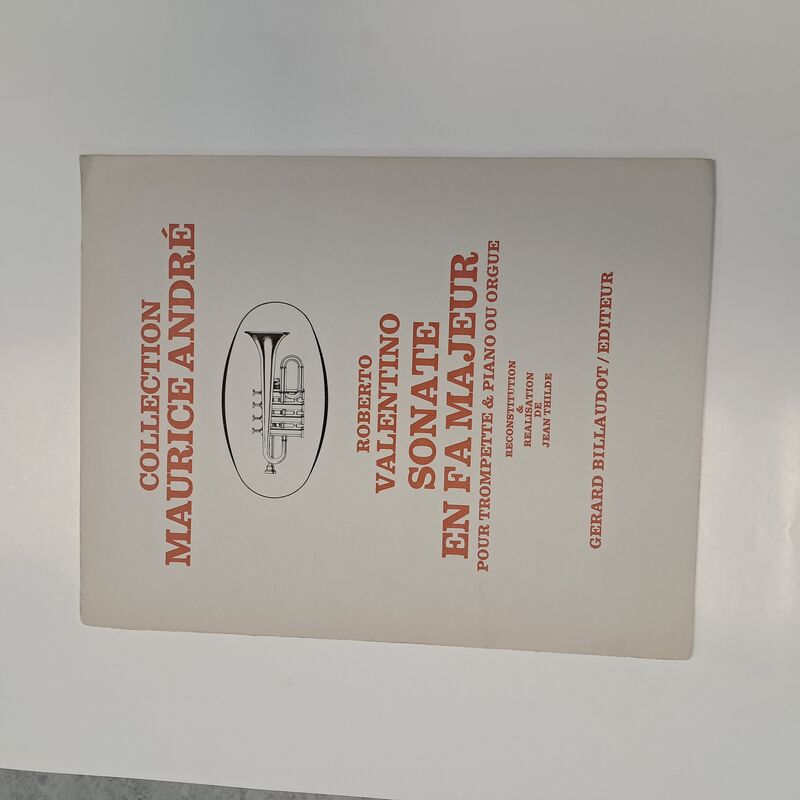 COLLECTION
MAURICE ANDRÉ
ROBERTO
VALENTINO
SONATE
EN FA MAJEUR
POUR TROMPETTE & PIANO OU ORGUE
RECONSTITUTION
&
REALISATION
DE
JEAN THILDE
GERARD BILLAUDOT / EDITEUR